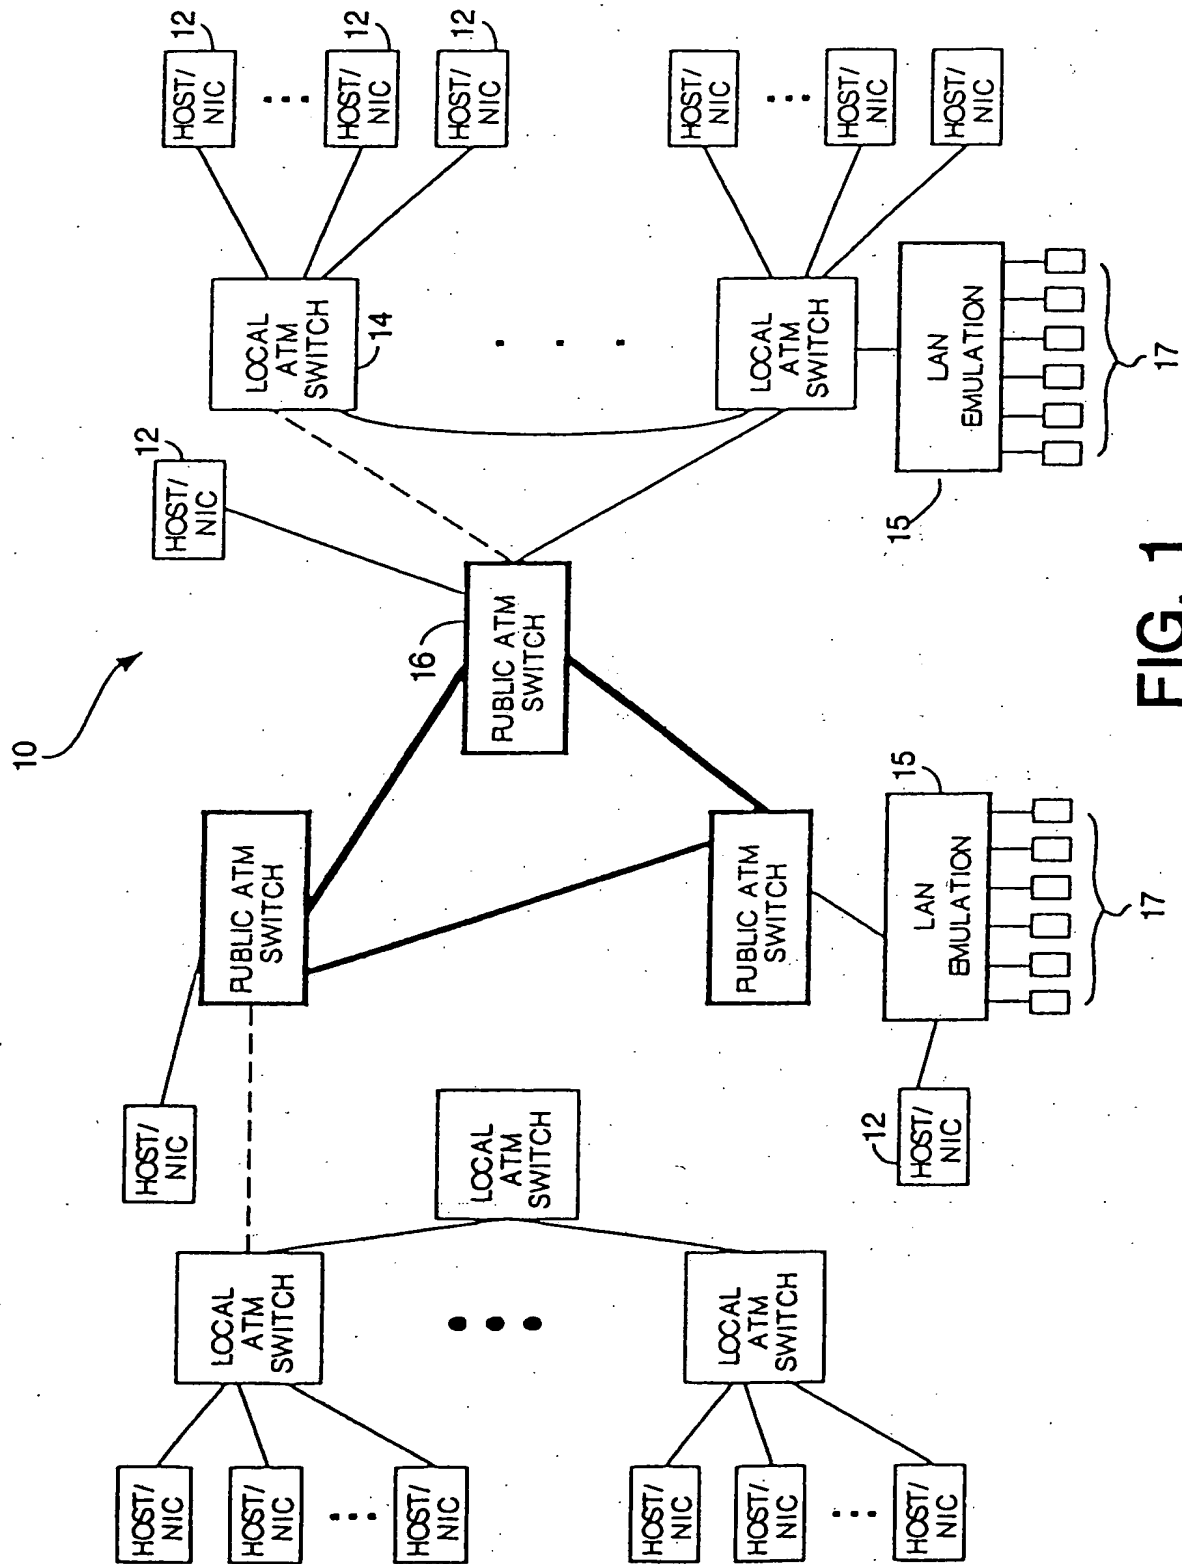 10
HOST/
NIC
HOST/
NIC
12
HOST/
NIC
12
HOST/
NIC
LOCAL
ATM
SWITCH
PUBLIC ATM
SWITCH
LOCAL
ATM
SWITCH
14
HOST/
NIC
12
HOST/
NIC
HOST/
NIC
12
HOST/
NIC
LOCAL
ATM
SWITCH
16
PUBLIC ATM
SWITCH
HOST/
NIC
HOST/
NIC
LOCAL
ATM
SWITCH
PUBLIC ATM
SWITCH
LOCAL
ATM
SWITCH
HOST/
NIC
HOST/
NIC
HOST/
NIC
12
HOST/
NIC
15
LAN
EMULATION
15
LAN
EMULATION
HOST/
NIC
17
17
FIG. 1